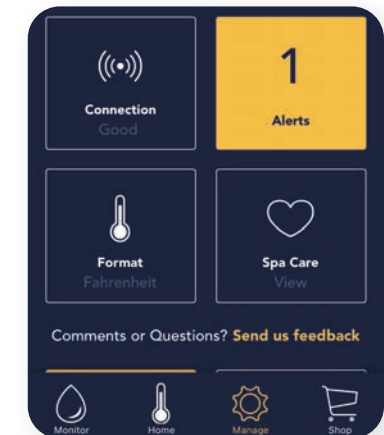 1
Connection
Good
Alerts
Format
Fahrenheit
Spa Care
View
Comments or Questions? Send us feedback
Monitor
Home
Manage
Shop